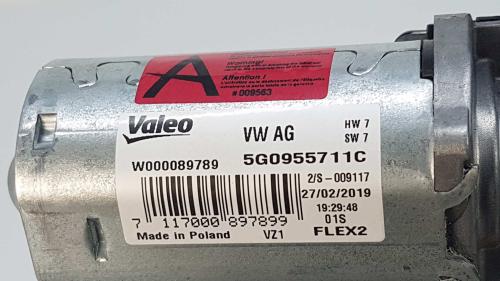 A
Warning!
Attention !
# 009563
Valeo
VW AG
HW 7
SW 7
W000089789
5G0955711C
2/S-009117
27/02/2019
19:29:48
7 117000 897899
01S
Made in Poland
VZ1
FLEX2